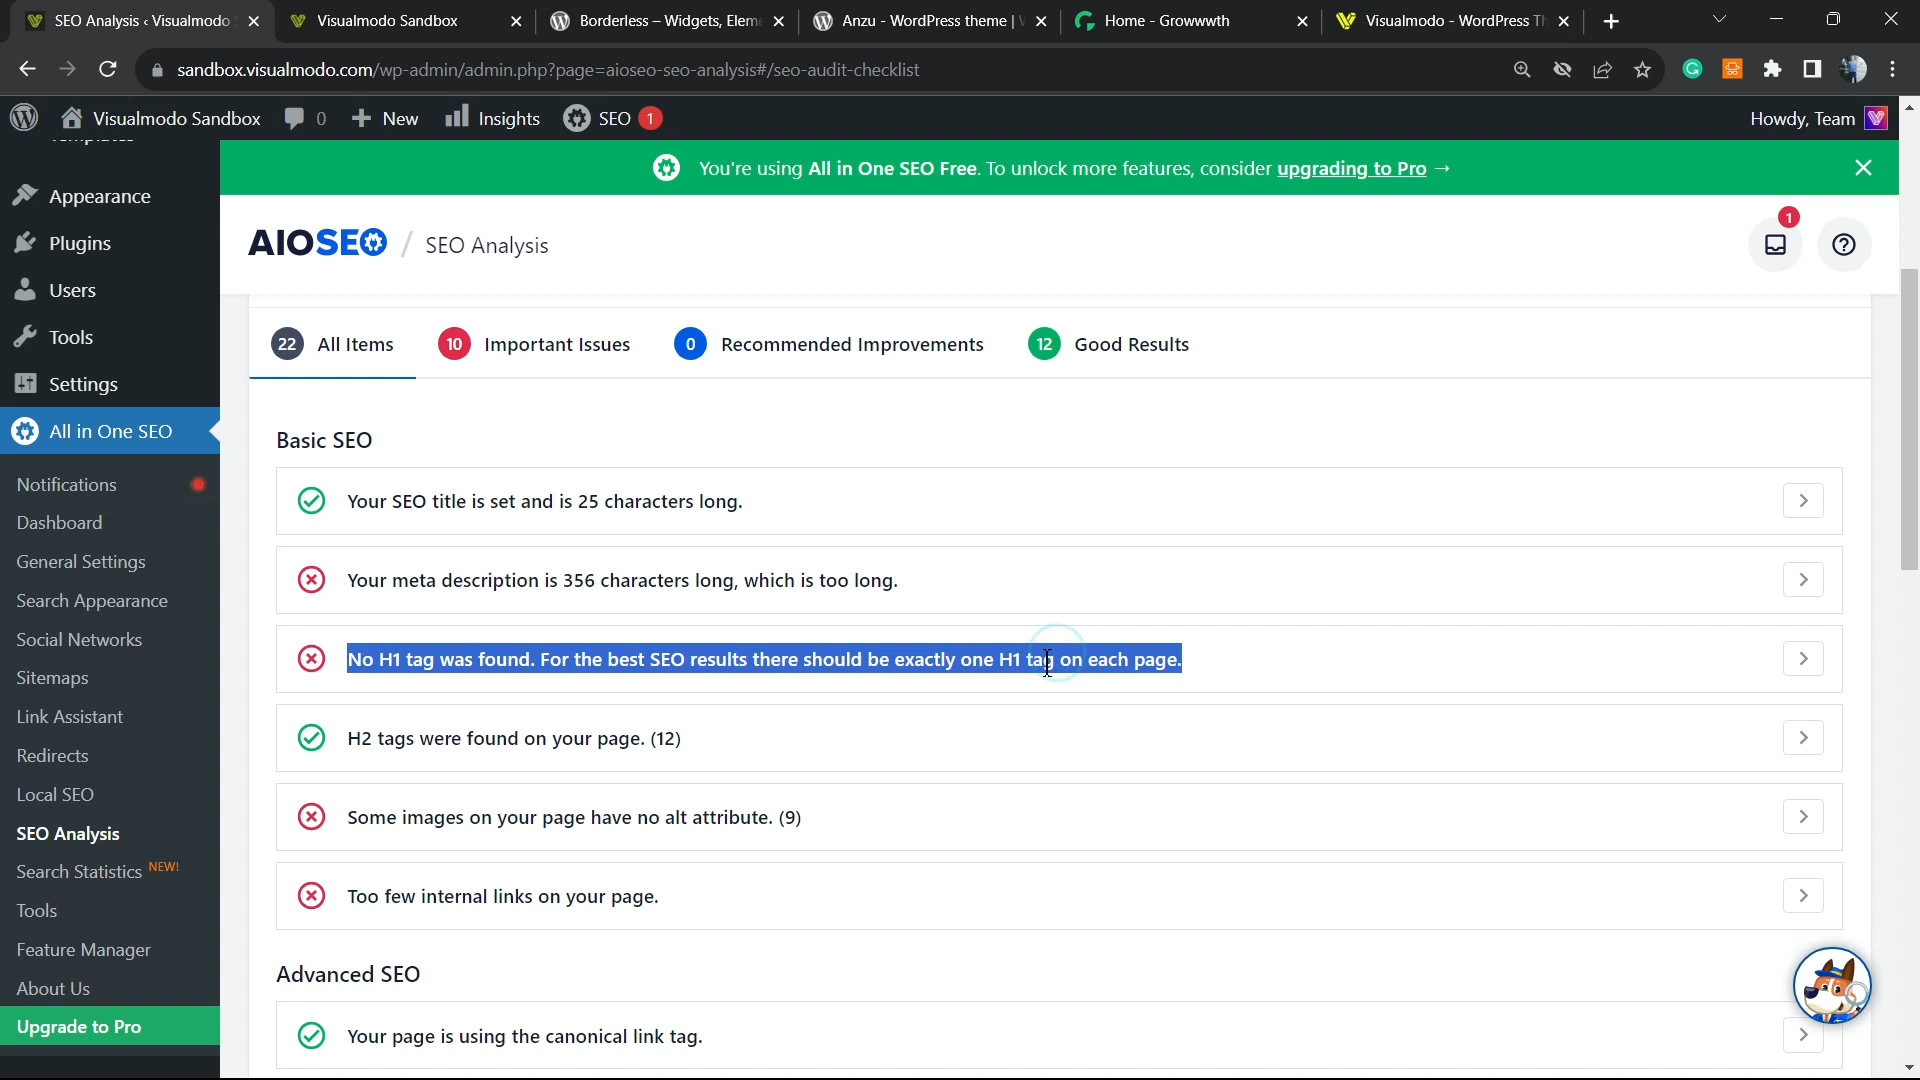 SEO Analysis ‹ Visualmodo
Visualmodo Sandbox
Borderless – Widgets, Elem
Anzu - WordPress theme |
Home - Growwwth
Visualmodo - WordPress Th
sandbox.visualmodo.com/wp-admin/admin.php?page=aioseo-seo-analysis#/seo-audit-checklist
Visualmodo Sandbox
0
New
Insights
SEO
1
Howdy, Team
Templates
Appearance
Plugins
Users
Tools
Settings
All in One SEO
Notifications
Dashboard
General Settings
Search Appearance
Social Networks
Sitemaps
Link Assistant
Redirects
Local SEO
SEO Analysis
Search Statistics NEW!
Tools
Feature Manager
About Us
Upgrade to Pro
You're using All in One SEO Free. To unlock more features, consider upgrading to Pro →
AIOSEO / SEO Analysis
1
22 All Items
10 Important Issues
0 Recommended Improvements
12 Good Results
Basic SEO
Your SEO title is set and is 25 characters long.
Your meta description is 356 characters long, which is too long.
No H1 tag was found. For the best SEO results there should be exactly one H1 tag on each page.
H2 tags were found on your page. (12)
Some images on your page have no alt attribute. (9)
Too few internal links on your page.
Advanced SEO
Your page is using the canonical link tag.